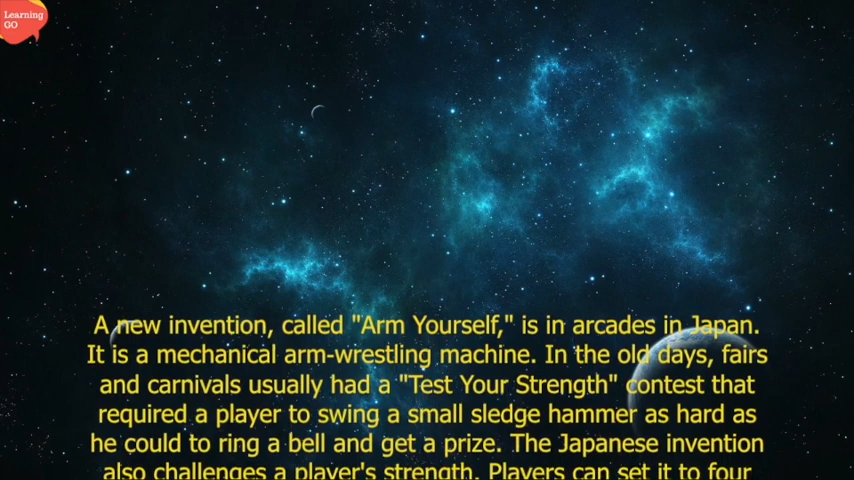 Learning
GO
A new invention, called "Arm Yourself," is in arcades in Japan.
It is a mechanical arm-wrestling machine. In the old days, fairs
and carnivals usually had a "Test Your Strength" contest that
required a player to swing a small sledge hammer as hard as
he could to ring a bell and get a prize. The Japanese invention
also challenges a player's strength. Players can set it to four